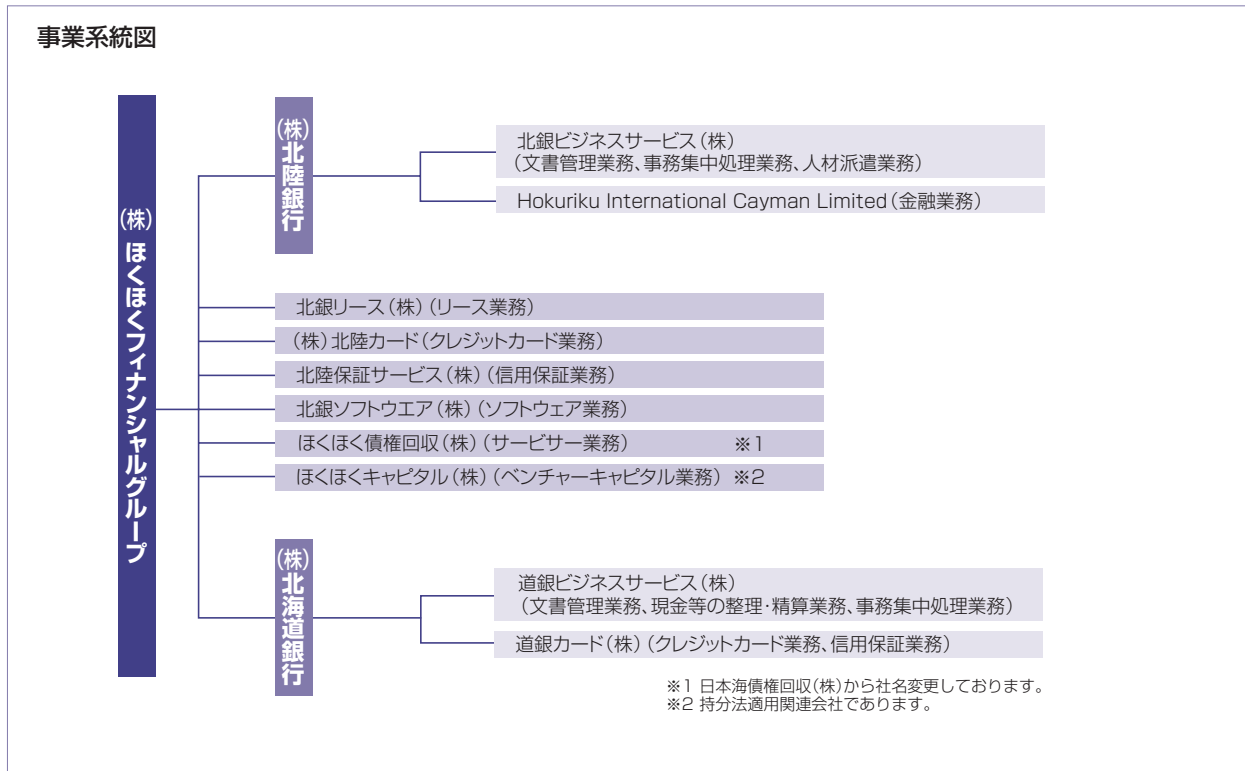 事業系統図
(株)ほくほくフィナンシャルグループ
(株)北陸銀行
北銀ビジネスサービス(株)
(文書管理業務、事務集中処理業務、人材派遣業務)
Hokuriku International Cayman Limited(金融業務)
北銀リース(株)(リース業務)
(株)北陸カード(クレジットカード業務)
北陸保証サービス(株)(信用保証業務)
北銀ソフトウエア(株)(ソフトウェア業務)
ほくほく債権回収(株)(サービサー業務) ※1
ほくほくキャピタル(株)(ベンチャーキャピタル業務) ※2
(株)北海道銀行
道銀ビジネスサービス(株)
(文書管理業務、現金等の整理・精算業務、事務集中処理業務)
道銀カード(株)(クレジットカード業務、信用保証業務)
※1 日本海債権回収(株)から社名変更しております。
※2 持分法適用関連会社であります。